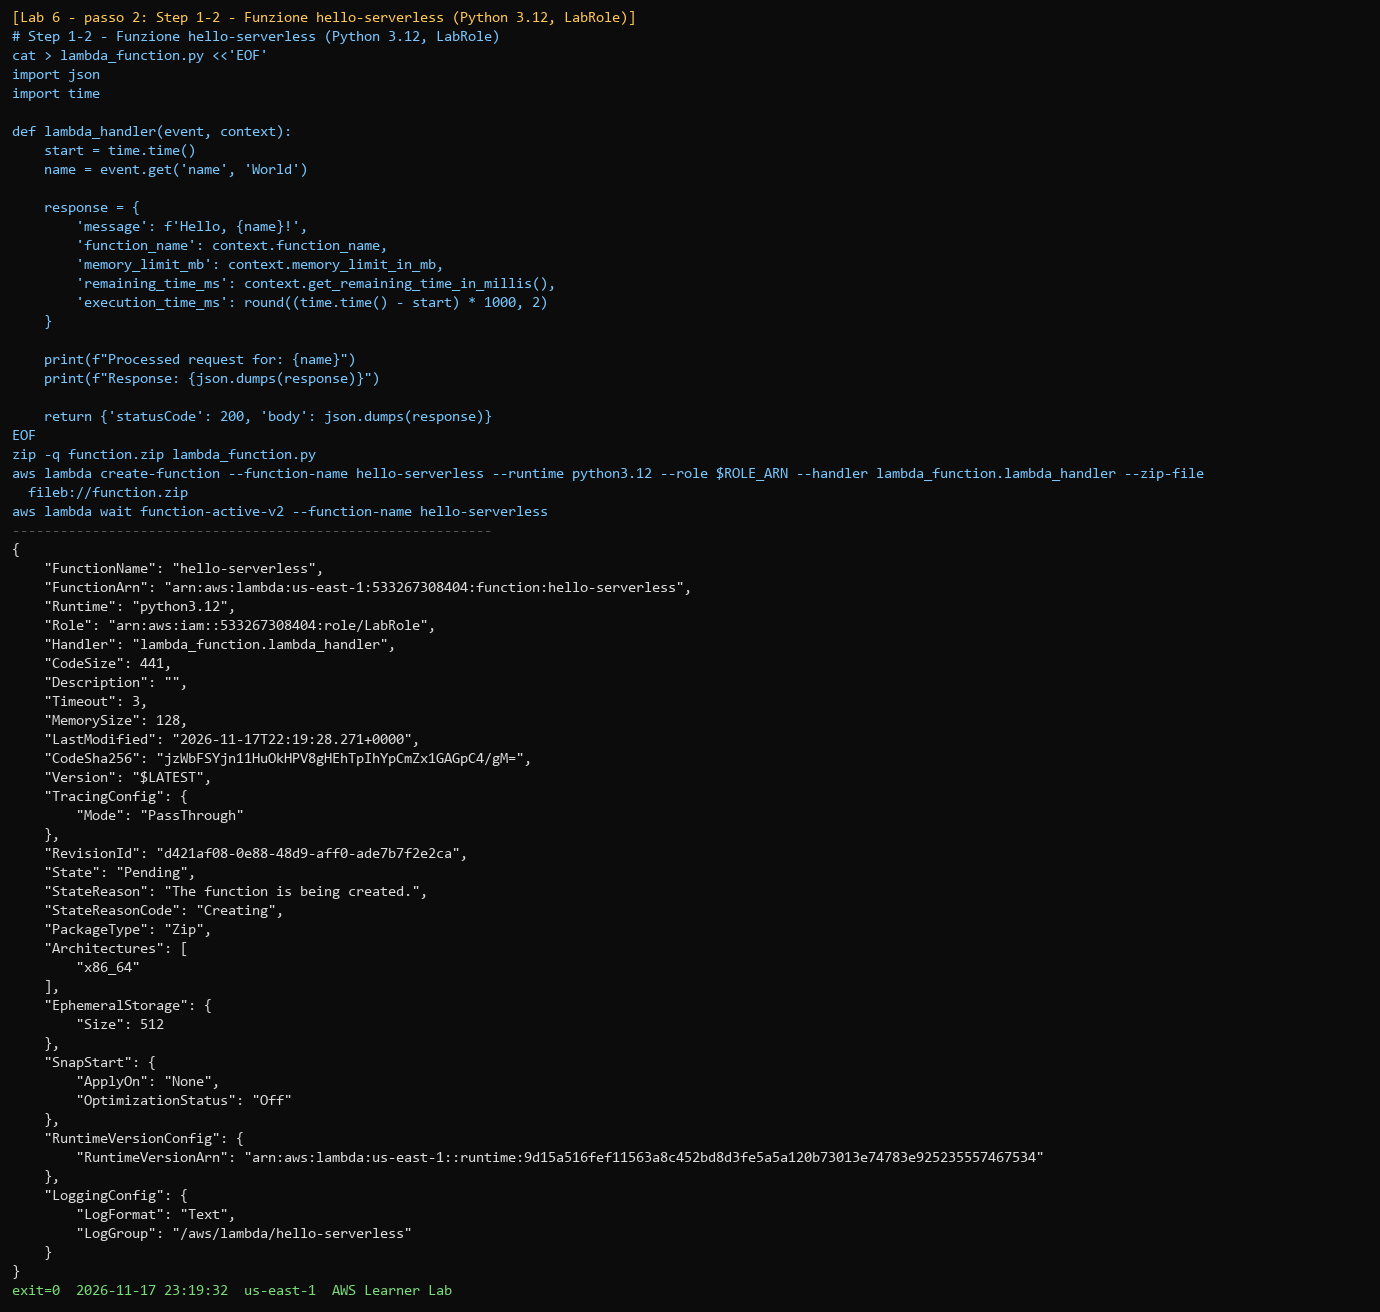 [Lab 6 - passo 2: Step 1-2 - Funzione hello-serverless (Python 3.12, LabRole)]
# Step 1-2 - Funzione hello-serverless (Python 3.12, LabRole)
cat > lambda_function.py <<'EOF'
import json
import time

def lambda_handler(event, context):
    start = time.time()
    name = event.get('name', 'World')

    response = {
        'message': f'Hello, {name}!',
        'function_name': context.function_name,
        'memory_limit_mb': context.memory_limit_in_mb,
        'remaining_time_ms': context.get_remaining_time_in_millis(),
        'execution_time_ms': round((time.time() - start) * 1000, 2)
    }

    print(f"Processed request for: {name}")
    print(f"Response: {json.dumps(response)}")

    return {'statusCode': 200, 'body': json.dumps(response)}
EOF
zip -q function.zip lambda_function.py
aws lambda create-function --function-name hello-serverless --runtime python3.12 --role $ROLE_ARN --handler lambda_function.lambda_handler --zip-file
  fileb://function.zip
aws lambda wait function-active-v2 --function-name hello-serverless
------------------------------------------------------------
{
    "FunctionName": "hello-serverless",
    "FunctionArn": "arn:aws:lambda:us-east-1:533267308404:function:hello-serverless",
    "Runtime": "python3.12",
    "Role": "arn:aws:iam::533267308404:role/LabRole",
    "Handler": "lambda_function.lambda_handler",
    "CodeSize": 441,
    "Description": "",
    "Timeout": 3,
    "MemorySize": 128,
    "LastModified": "2026-11-17T22:19:28.271+0000",
    "CodeSha256": "jzWbFSYjn11HuOkHPV8gHEhTpIhYpCmZx1GAGpC4/gM=",
    "Version": "$LATEST",
    "TracingConfig": {
        "Mode": "PassThrough"
    },
    "RevisionId": "d421af08-0e88-48d9-aff0-ade7b7f2e2ca",
    "State": "Pending",
    "StateReason": "The function is being created.",
    "StateReasonCode": "Creating",
    "PackageType": "Zip",
    "Architectures": [
        "x86_64"
    ],
    "EphemeralStorage": {
        "Size": 512
    },
    "SnapStart": {
        "ApplyOn": "None",
        "OptimizationStatus": "Off"
    },
    "RuntimeVersionConfig": {
        "RuntimeVersionArn": "arn:aws:lambda:us-east-1::runtime:9d15a516fef11563a8c452bd8d3fe5a5a120b73013e74783e925235557467534"
    },
    "LoggingConfig": {
        "LogFormat": "Text",
        "LogGroup": "/aws/lambda/hello-serverless"
    }
}
exit=0  2026-11-17 23:19:32  us-east-1  AWS Learner Lab